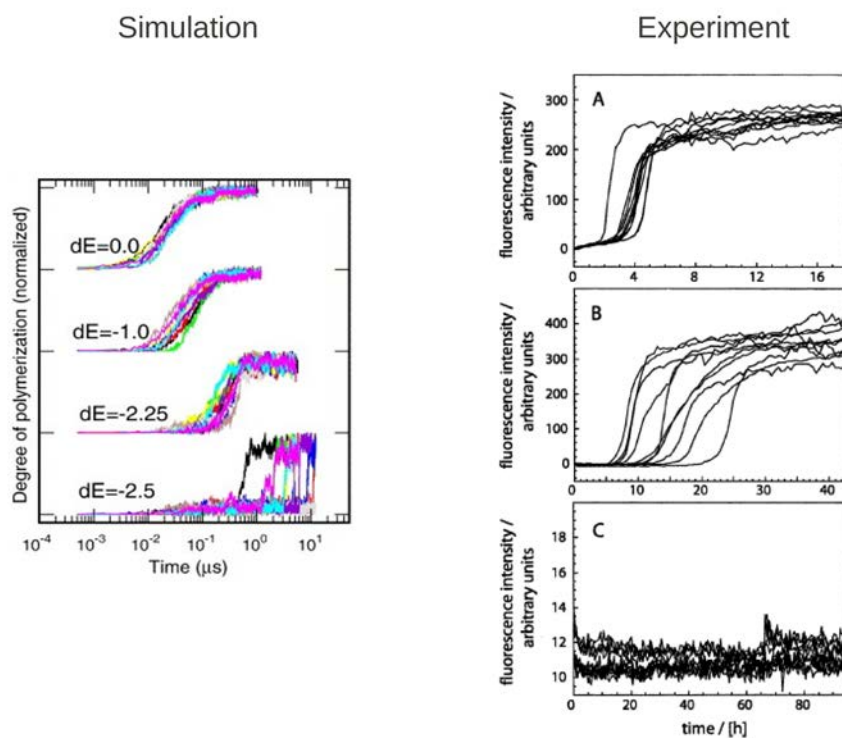 Simulation
Experiment
Degree of polymerization (normalized)
dE=0.0
dE=-1.0
dE=-2.25
dE=-2.5
10-4 10-3 10-2 10-1 100 101
Time (μs)
fluorescence intensity /
arbitrary units
A
300
200
100
0
0 4 8 12 16
fluorescence intensity /
arbitrary units
B
400
300
200
100
0
0 10 20 30 40
fluorescence intensity /
arbitrary units
C
18
16
14
12
10
0 20 40 60 80
time / [h]